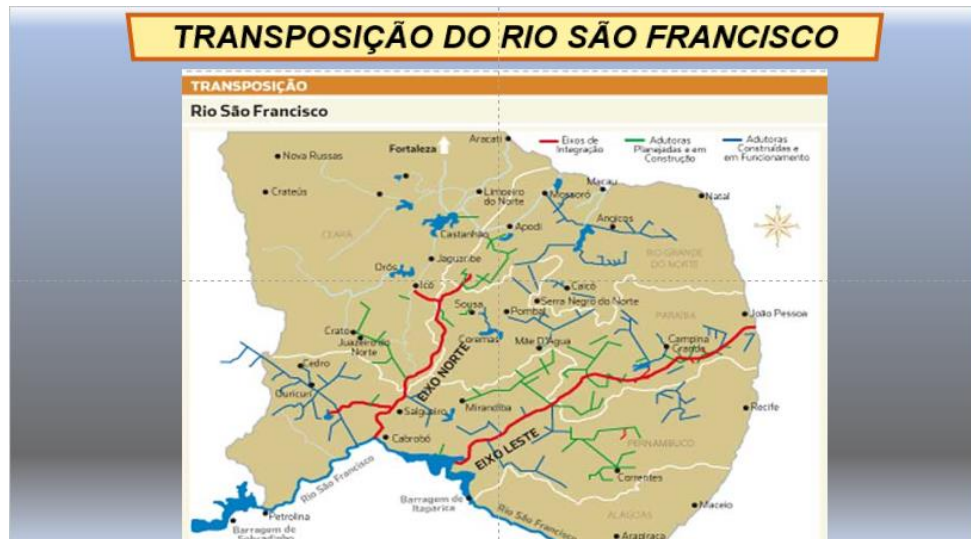 TRANSPOSIÇÃO DO RIO SÃO FRANCISCO
TRANSPOSIÇÃO
Rio São Francisco
Eixos de
Integração
Adutoras
Planejadas e em
Construção
Adutoras
Construídas e
em Funcionamento
Aracati
Fortaleza
Nova Russas
Crateús
Limoeiro
do Norte
Mossoró
Macau
Natal
Angicos
Apodi
Castanhão
CEARÁ
RIO GRANDE
DO NORTE
Jaguaribe
Orós
Icó
Caicó
Serra Negro do Norte
Sousa
Pombal
PARAÍBA
João Pessoa
Crato
Juazeiro do
Norte
Coremas
Mãe D'Agua
Campina
Grande
Cedro
Ouricuri
EIXO NORTE
Salgueiro
Mirandiba
Recife
Cabrobó
EIXO LESTE
PERNAMBUCO
Correntes
Rio São Francisco
Barragem de
Itaparica
Petrolina
Rio São Francisco
Maceio
ALAGOAS
Barragem de
Sobradinho
Arapiraca